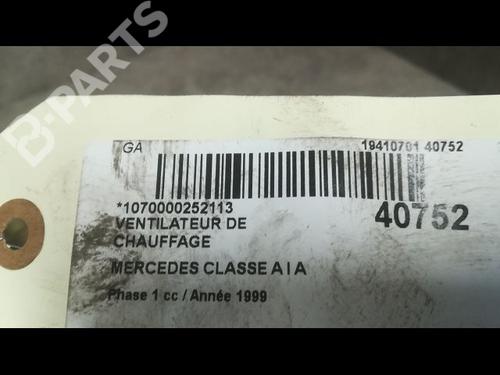 B-PARTS
GA
19410701 40752
*1070000252113
40752
VENTILATEUR DE
CHAUFFAGE
MERCEDES CLASSE A I A
Phase 1 cc / Année 1999